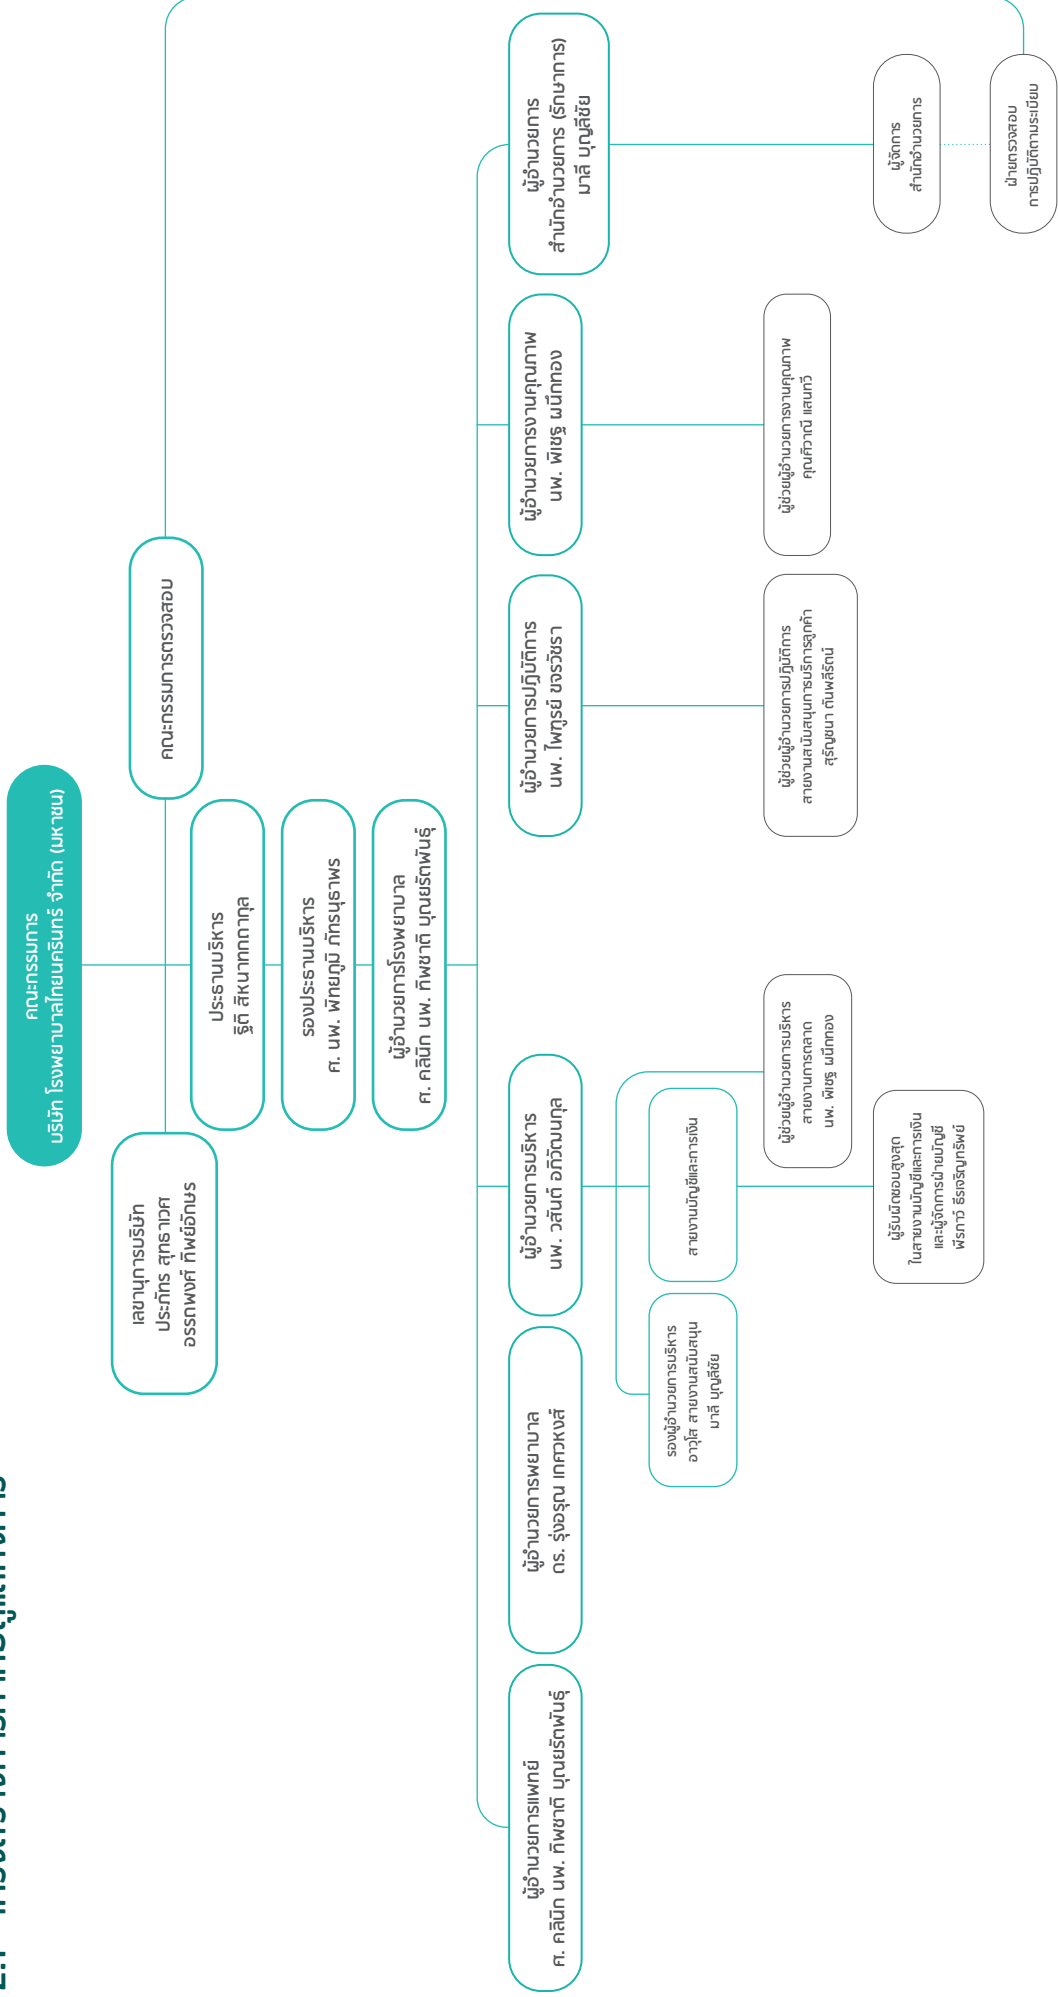 คณะกรรมการ
บริษัท โรงพยาบาลไทยนครินทร์ จำกัด (มหาชน)
เลขานุการบริษัท
ประภัทร สุทธาเวศ
อรรถพงศ์ ทิพย์อักษร
คณะกรรมการตรวจสอบ
ประธานบริหาร
ฐิติ สิหนาทกถากุล
รองประธานบริหาร
ศ. นพ. พิทยภูมิ ภัทรนุธาพร
ผู้อำนวยการโรงพยาบาล
ศ. คลินิก นพ. ทิพชาติ บุณยรัตพันธุ์
ผู้อำนวยการแพทย์
ศ. คลินิก นพ. ทิพชาติ บุณยรัตพันธุ์
ผู้อำนวยการพยาบาล
ดร. รุ่งอรุณ เกศวหงส์
ผู้อำนวยการบริหาร
นพ. วสันต์ อภิวัฒนกุล
ผู้อำนวยการปฏิบัติการ
นพ. ไพฑูรย์ ขจรวัชรา
ผู้อำนวยการงานคุณภาพ
นพ. พิเชฐ ผนึกทอง
ผู้อำนวยการ
สำนักอำนวยการ (รักษาการ)
มาลี บุญลีชัย
รองผู้อำนวยการบริหาร
อาวุโส สายงานสนับสนุน
มาลี บุญลีชัย
สายงานบัญชีและการเงิน
ผู้ช่วยผู้อำนวยการบริหาร
สายงานการตลาด
นพ. พิเชฐ ผนึกทอง
ผู้ช่วยผู้อำนวยการปฏิบัติการ
สายงานสนับสนุนการบริการลูกค้า
สุรัญชนา ตันพลีรัตน์
ผู้ช่วยผู้อำนวยการงานคุณภาพ
คุณศิวาณี แสนทวี
ผู้รับผิดชอบสูงสุด
ในสายงานบัญชีและการเงิน
และผู้จัดการฝ่ายบัญชี
พีรภาว์ ธีรเจริญทรัพย์
ผู้จัดการ
สำนักอำนวยการ
ฝ่ายตรวจสอบ
การปฏิบัติตามระเบียบ